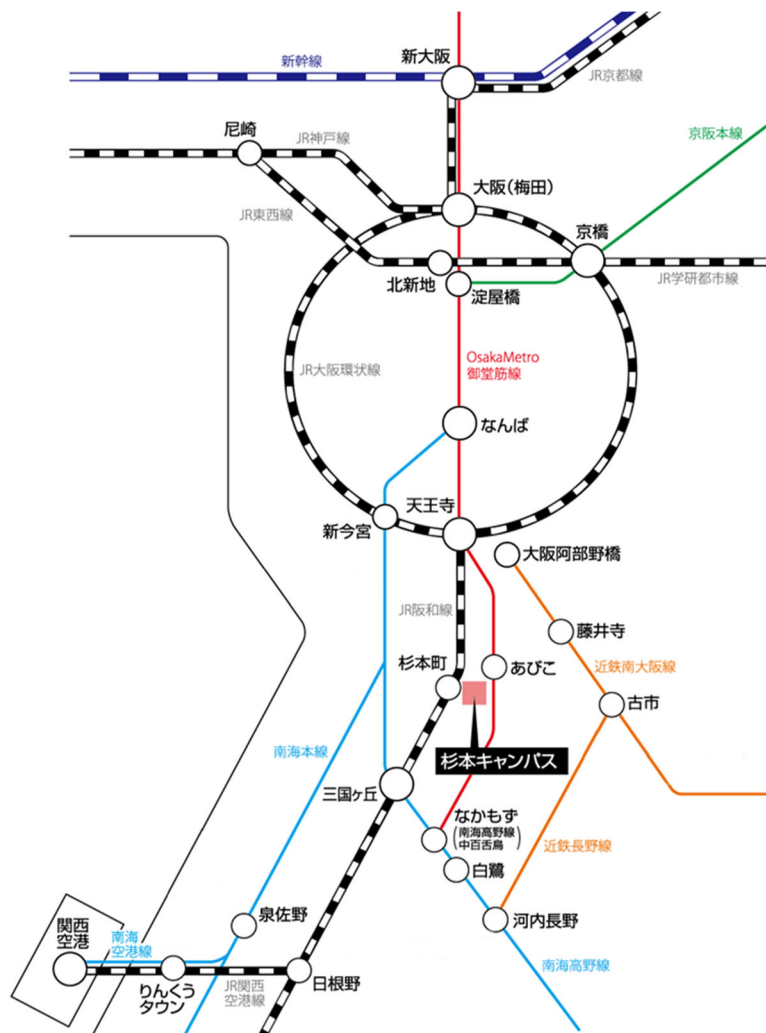 新大阪
新幹線
JR京都線
尼崎
JR神戸線
京阪本線
大阪(梅田)
JR東西線
京橋
北新地
淀屋橋
JR学研都市線
OsakaMetro
御堂筋線
JR大阪環状線
なんば
天王寺
新今宮
大阪阿部野橋
JR阪和線
藤井寺
杉本町
あびこ
近鉄南大阪線
古市
南海本線
杉本キャンパス
三国ヶ丘
なかもず
(南海高野線
中百舌鳥)
近鉄長野線
白鷺
泉佐野
河内長野
関西
空港
南海
空港線
南海高野線
りんくう
タウン
JR関西
空港線
日根野